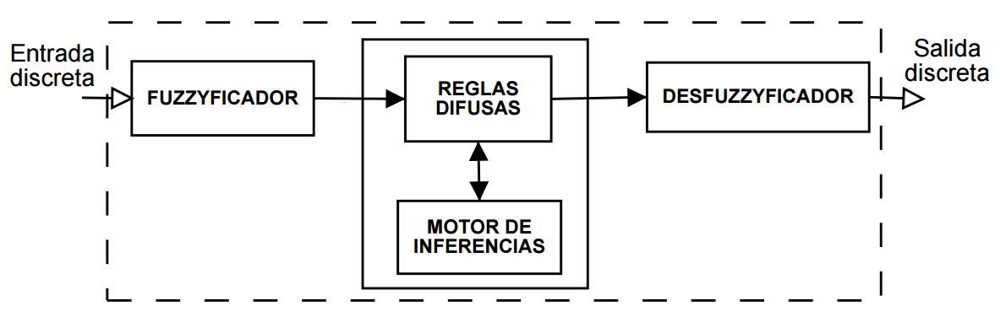 Entrada
discreta
FUZZYFICADOR
REGLAS
DIFUSAS
MOTOR DE
INFERENCIAS
DESFUZZYFICADOR
Salida
discreta